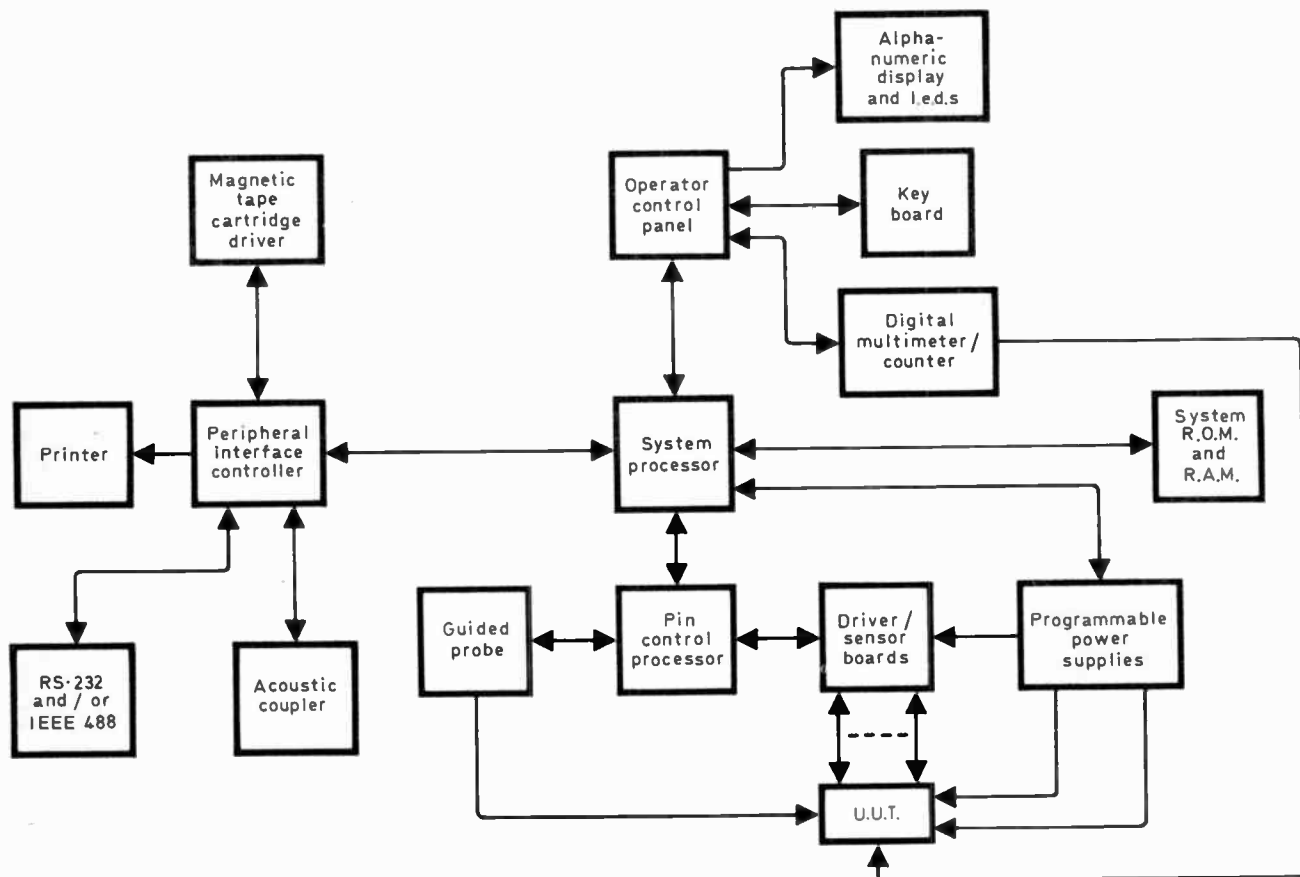 Alpha-
numeric
display
and l.e.d.s
Magnetic
tape
cartridge
driver
Operator
control
panel
Key
board
Digital
multimeter/
counter
Printer
Peripheral
interface
controller
System
processor
System
R.O.M.
and
R.A.M.
Guided
probe
Pin
control
processor
Driver/
sensor
boards
Programmable
power
supplies
RS·232
and / or
IEEE 488
Acoustic
coupler
U.U.T.